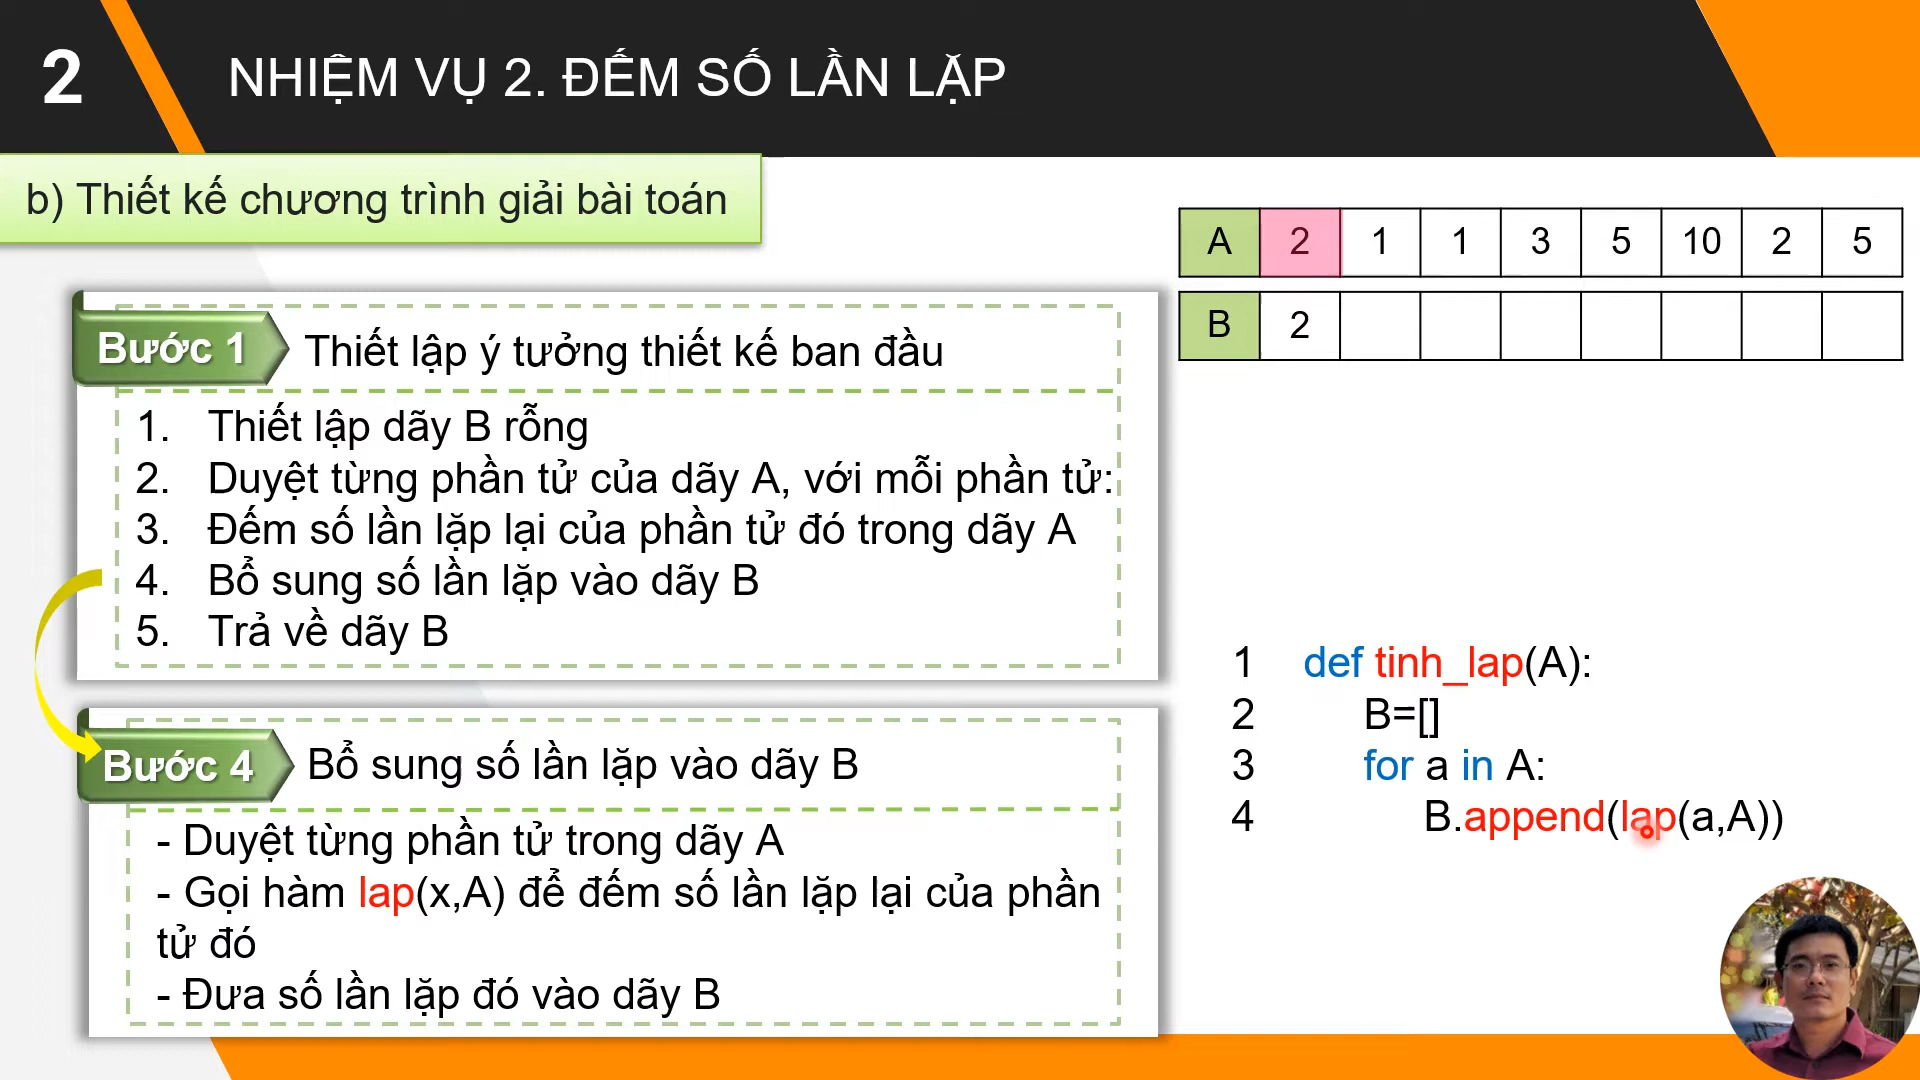 2
NHIỆM VỤ 2. ĐẾM SỐ LẦN LẶP
b) Thiết kế chương trình giải bài toán
A 2 1 1 3 5 10 2 5
B 2
Bước 1 Thiết lập ý tưởng thiết kế ban đầu
1. Thiết lập dãy B rỗng
2. Duyệt từng phần tử của dãy A, với mỗi phần tử:
3. Đếm số lần lặp lại của phần tử đó trong dãy A
4. Bổ sung số lần lặp vào dãy B
5. Trả về dãy B
Bước 4 Bổ sung số lần lặp vào dãy B
- Duyệt từng phần tử trong dãy A
- Gọi hàm lap(x,A) để đếm số lần lặp lại của phần
tử đó
- Đưa số lần lặp đó vào dãy B
1 def tinh_lap(A):
2 B=[]
3 for a in A:
4 B.append(lap(a,A))